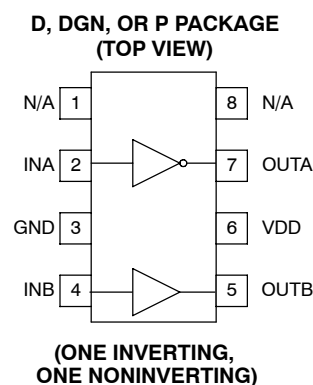 D, DGN, OR P PACKAGE
(TOP VIEW)
N/A 1 8 N/A
INA 2 7 OUTA
GND 3 6 VDD
INB 4 5 OUTB
(ONE INVERTING,
ONE NONINVERTING)